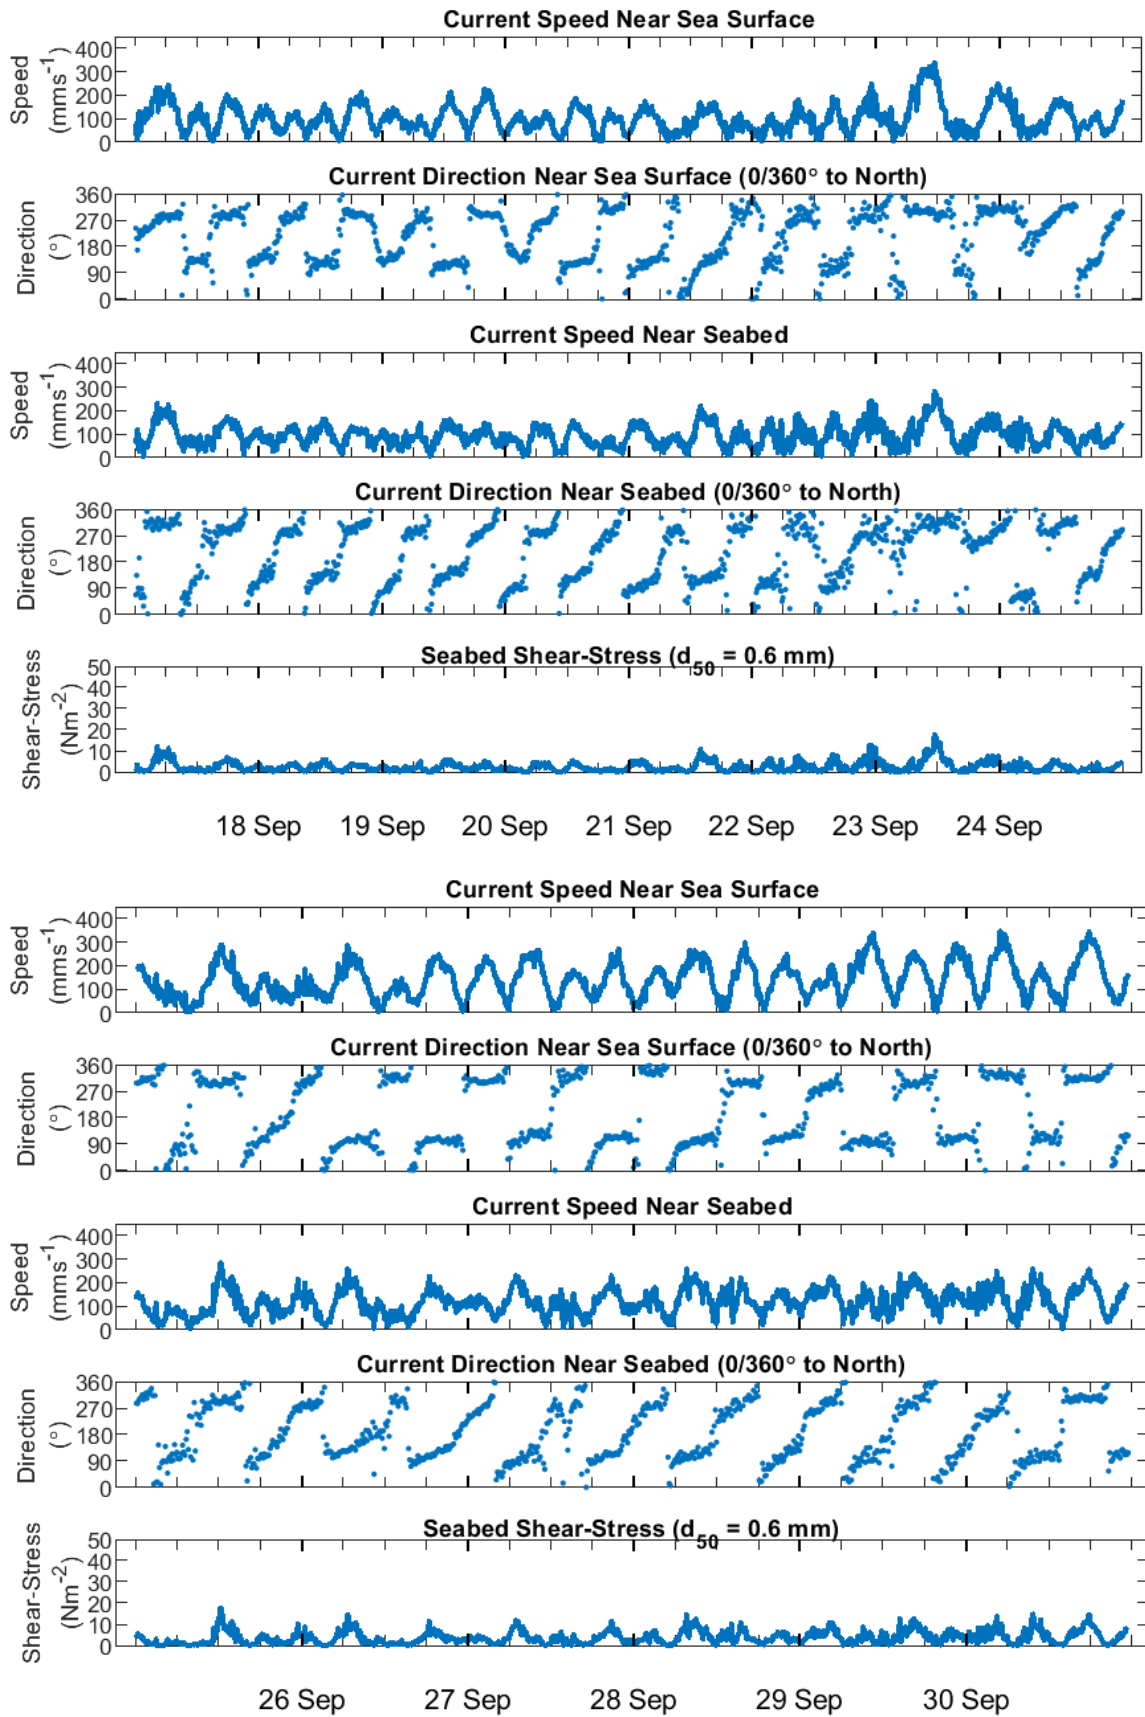 Current Speed Near Sea Surface
Speed
(mms⁻¹)
400
300
200
100
0
Current Direction Near Sea Surface (0/360° to North)
Direction
(°)
360
270
180
90
0
Current Speed Near Seabed
Speed
(mms⁻¹)
400
300
200
100
0
Current Direction Near Seabed (0/360° to North)
Direction
(°)
360
270
180
90
0
Seabed Shear-Stress (d₅₀ = 0.6 mm)
Shear-Stress
(Nm⁻²)
50
40
30
20
10
0
18 Sep 19 Sep 20 Sep 21 Sep 22 Sep 23 Sep 24 Sep
Current Speed Near Sea Surface
Speed
(mms⁻¹)
400
300
200
100
0
Current Direction Near Sea Surface (0/360° to North)
Direction
(°)
360
270
180
90
0
Current Speed Near Seabed
Speed
(mms⁻¹)
400
300
200
100
0
Current Direction Near Seabed (0/360° to North)
Direction
(°)
360
270
180
90
0
Seabed Shear-Stress (d₅₀ = 0.6 mm)
Shear-Stress
(Nm⁻²)
50
40
30
20
10
0
26 Sep 27 Sep 28 Sep 29 Sep 30 Sep